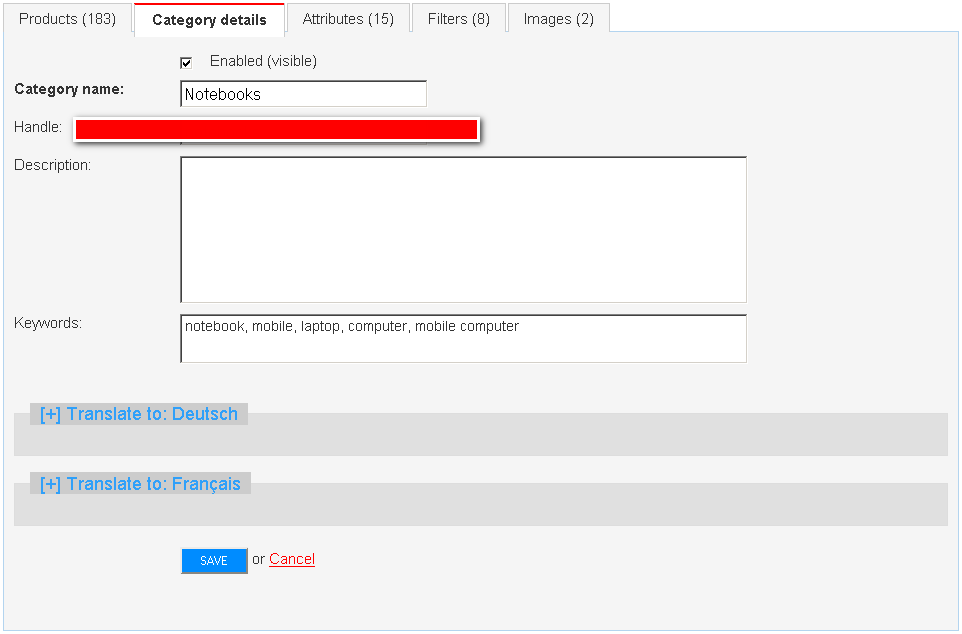 Products (183) Category details Attributes (15) Filters (8) Images (2)
Enabled (visible)
Category name: Notebooks
Handle:
Description:
Keywords: notebook, mobile, laptop, computer, mobile computer
[+] Translate to: Deutsch
[+] Translate to: Français
SAVE or Cancel